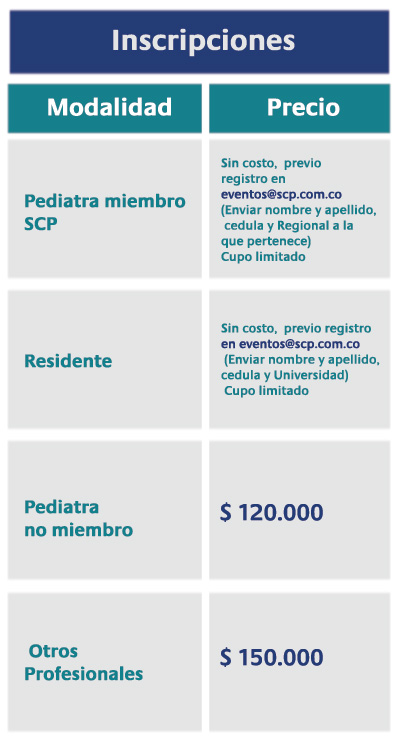 Inscripciones
Modalidad
Precio
Pediatra miembro
SCP
Sin costo, previo
registro en
eventos@scp.com.co
(Enviar nombre y apellido,
cedula y Regional a la
que pertenece)
Cupo limitado
Residente
Sin costo, previo registro
en eventos@scp.com.co
(Enviar nombre y apellido,
cedula y Universidad)
Cupo limitado
Pediatra
no miembro
$ 120.000
Otros
Profesionales
$ 150.000